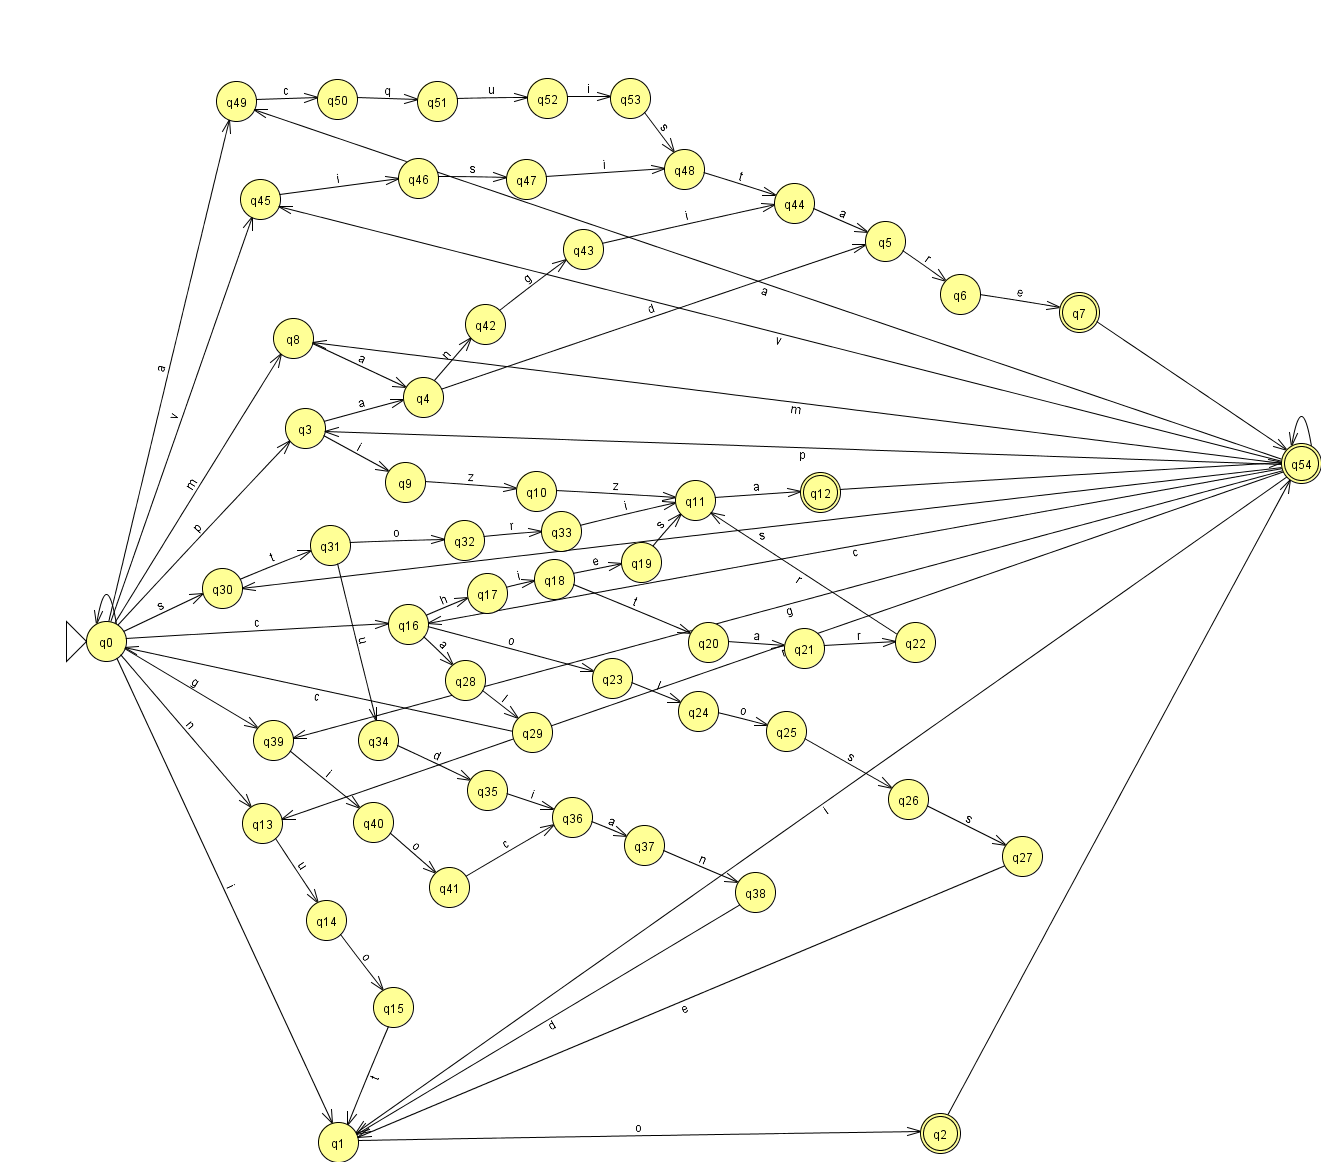 q49
c
q50
q
q51
u
q52
i
q53
s
q45
i
q46
s
q47
i
q48
t
q44
a
q5
r
q6
e
q7
q43
i
g
q42
n
d
a
v
q8
a
q4
m
a
v
m
p
q3
a
i
p
q54
q9
z
q10
z
q11
a
q12
q31
o
q32
r
q33
i
s
s
t
q30
s
q0
c
q16
h
q17
i
q18
e
q19
t
c
r
g
a
o
q20
a
q21
r
q22
q28
r
q23
l
q24
o
q25
s
q26
s
q27
u
c
g
n
q39
q34
q29
d
q35
i
q36
a
q37
n
q38
i
q13
i
q40
o
q41
c
u
q14
o
q15
t
i
d
e
q1
o
q2